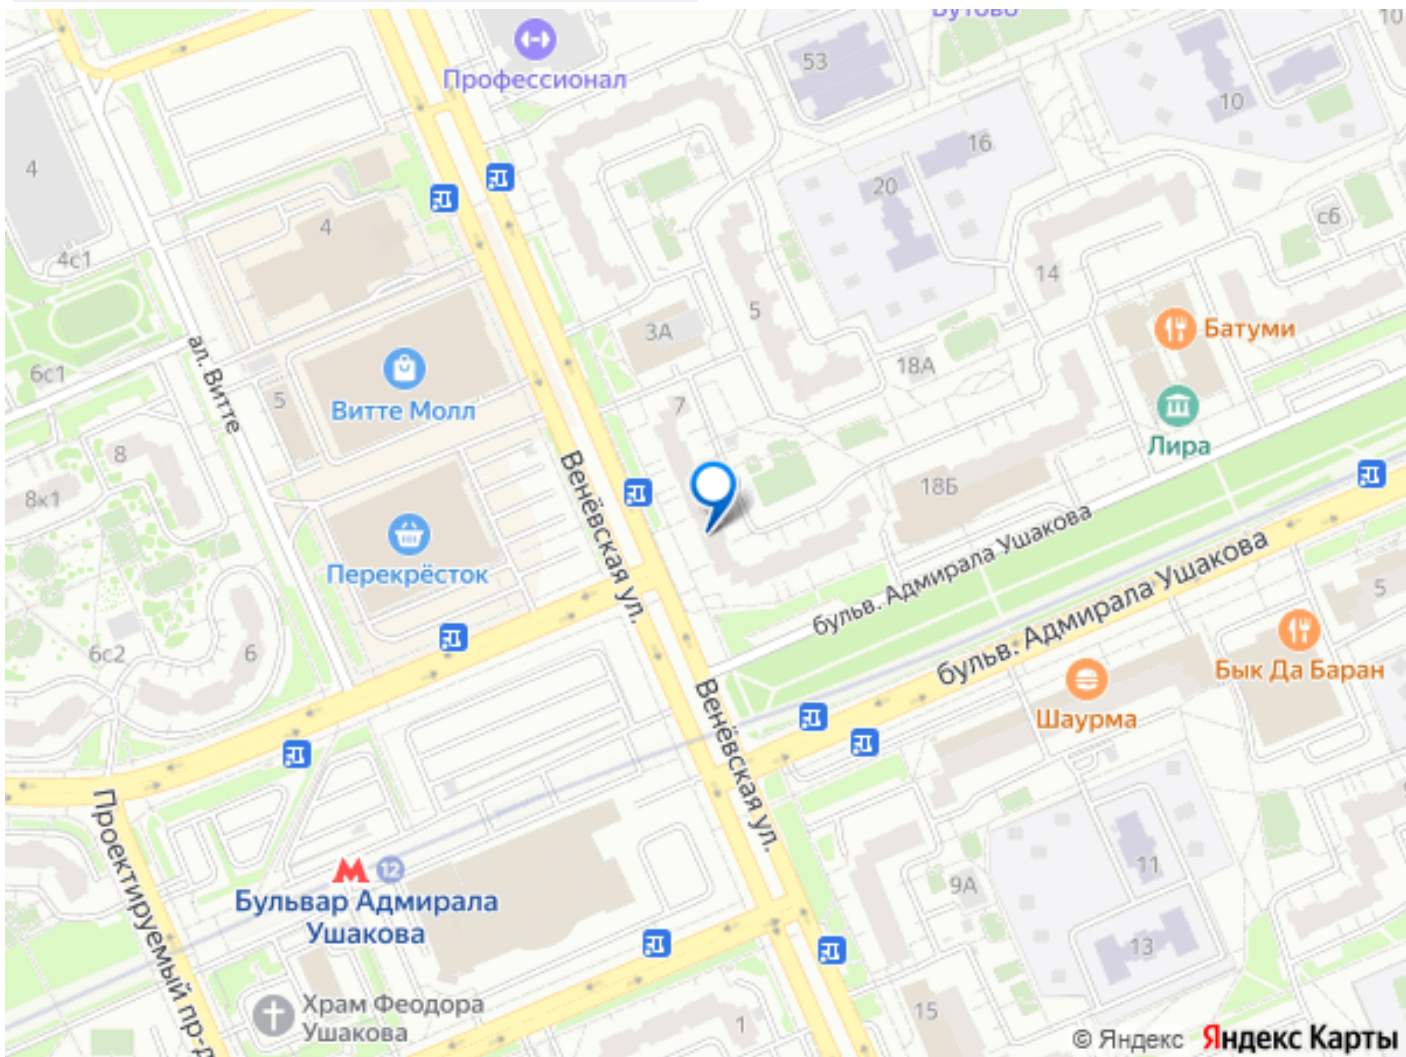 Бутово
10
Профессионал
53
10
4
16
20
4
с6
4с1
14
5
3А
Батуми
ал. Витте
6с1
18А
5
Витте Молл
7
Лира
8
18Б
8к1
Венёвская ул.
бульв. Адмирала Ушакова
Перекрёсток
бульв. Адмирала Ушакова
5
6с2
6
Бык Да Баран
Шаурма
Венёвская ул.
Проектируемый пр-д
11
12
9А
Бульвар Адмирала
Ушакова
13
Храм Феодора
Ушакова
15
1
© Яндекс Яндекс Карты